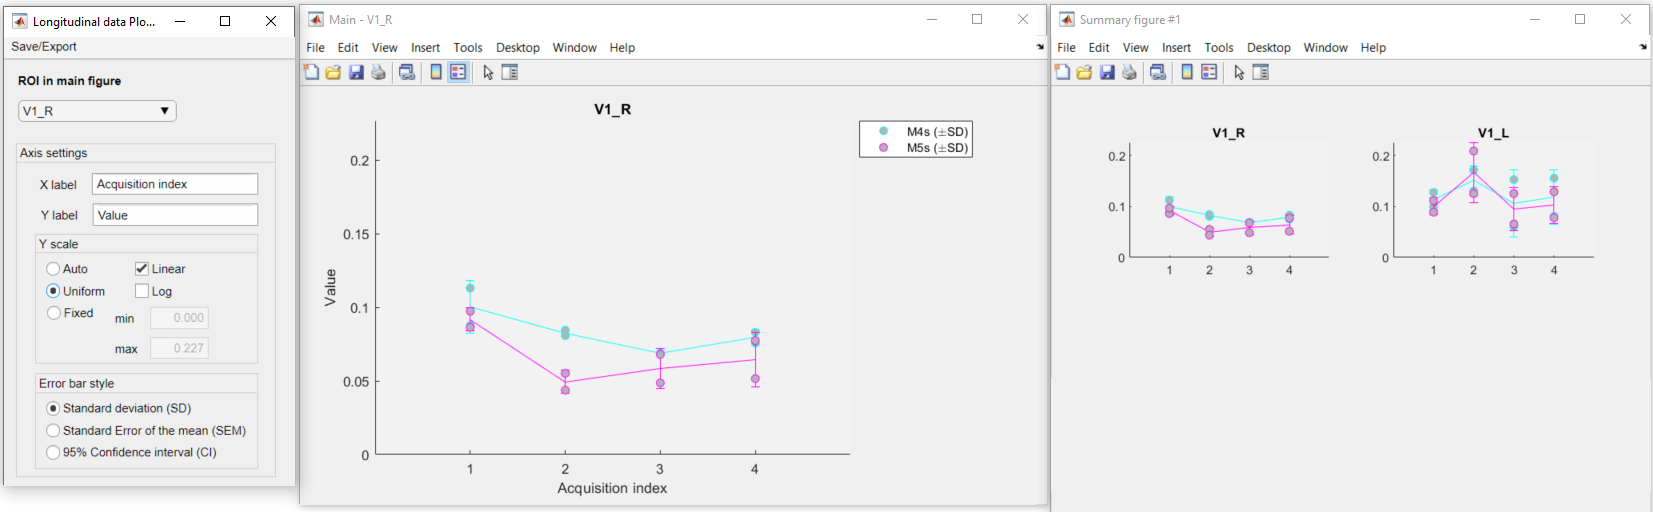 Longitudinal data Plo...
Save/Export
ROI in main figure
V1_R
Axis settings
X label Acquisition index
Y label Value
Y scale
Auto Linear
Uniform Log
Fixed min 0.000
max 0.227
Error bar style
Standard deviation (SD)
Standard Error of the mean (SEM)
95% Confidence interval (CI)
Main - V1_R
File Edit View Insert Tools Desktop Window Help
V1_R
M4s (±SD)
M5s (±SD)
0.2
0.15
0.1
0.05
0
Value
1 2 3 4
Acquisition index
Summary figure #1
File Edit View Insert Tools Desktop Window Help
V1_R
0.2
0.1
0
1 2 3 4
V1_L
0.2
0.1
0
1 2 3 4